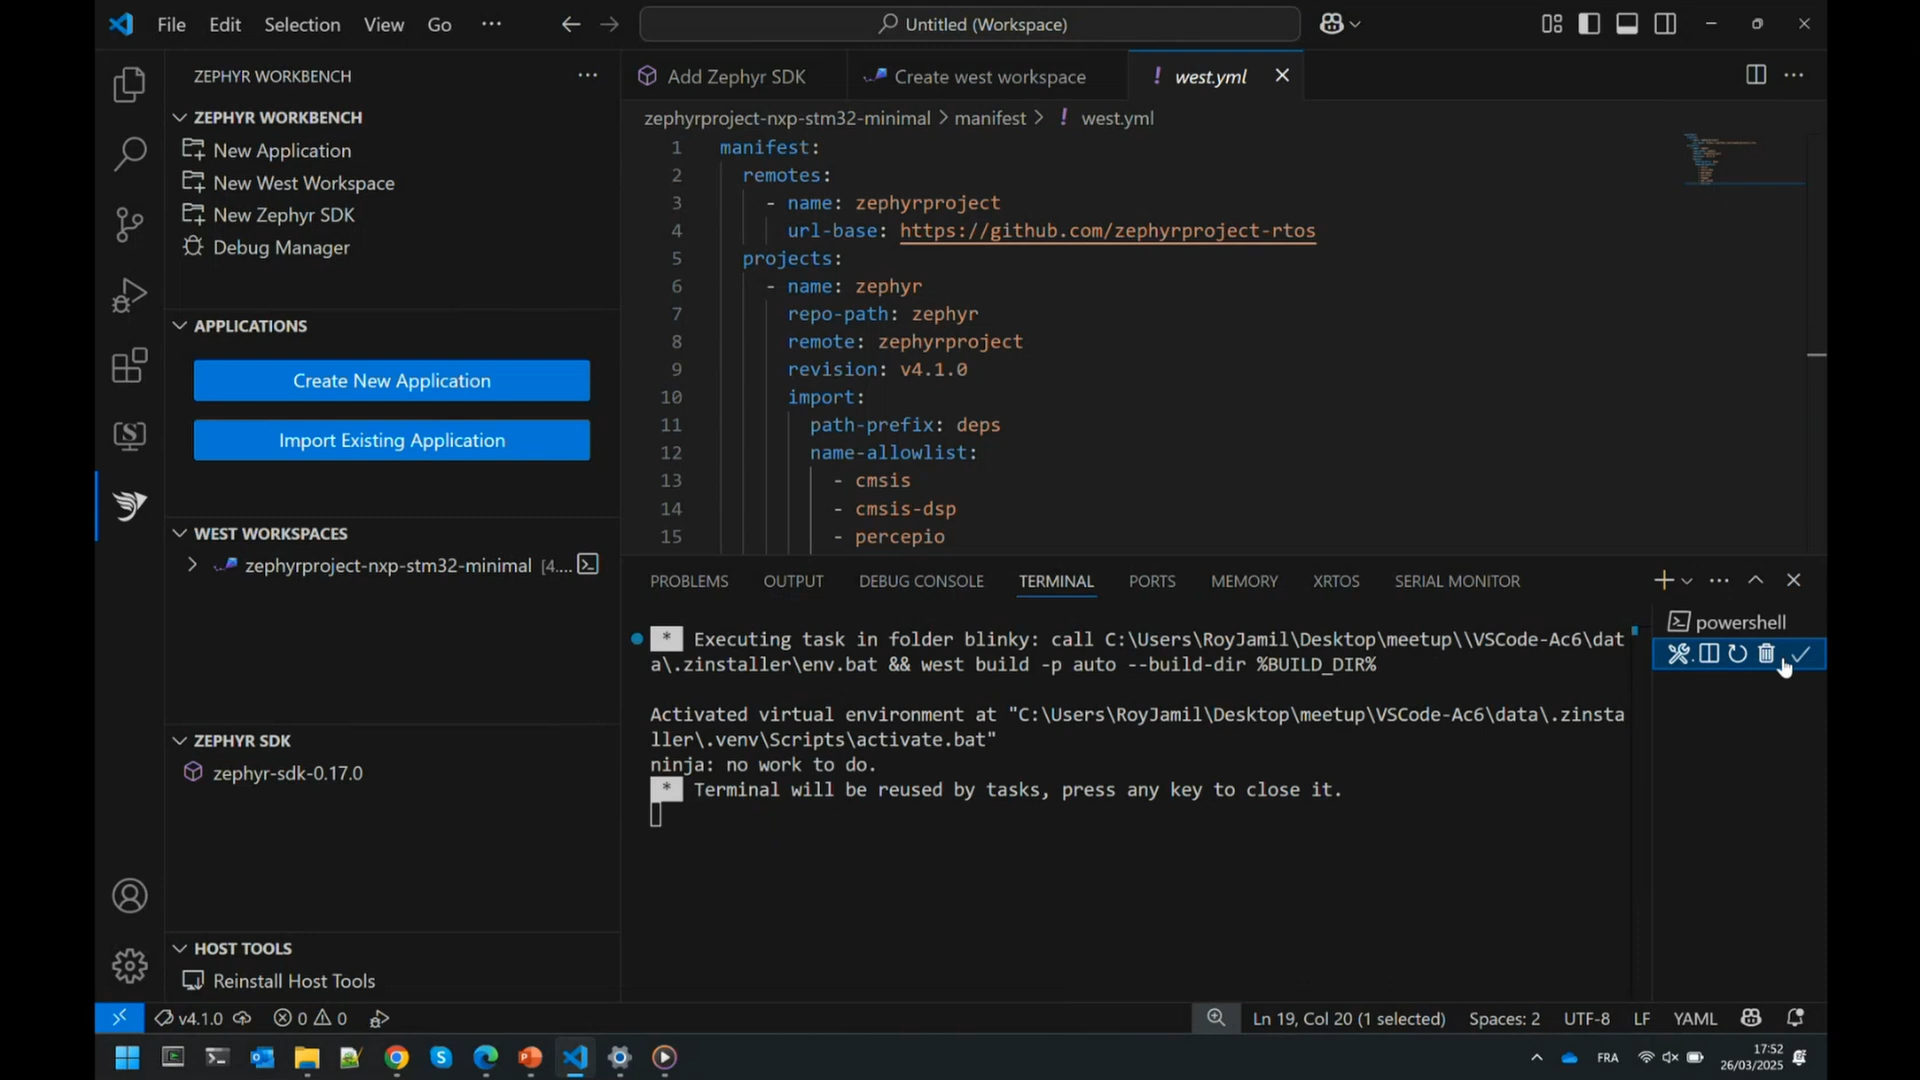 File Edit Selection View Go ··· Untitled (Workspace)
ZEPHYR WORKBENCH ···
ZEPHYR WORKBENCH
New Application
New West Workspace
New Zephyr SDK
Debug Manager
APPLICATIONS
Create New Application
Import Existing Application
WEST WORKSPACES
zephyrproject-nxp-stm32-minimal [4....
ZEPHYR SDK
zephyr-sdk-0.17.0
HOST TOOLS
Reinstall Host Tools
Add Zephyr SDK Create west workspace ! west.yml
zephyrproject-nxp-stm32-minimal > manifest > ! west.yml
1 manifest:
2 remotes:
3 - name: zephyrproject
4 url-base: https://github.com/zephyrproject-rtos
5 projects:
6 - name: zephyr
7 repo-path: zephyr
8 remote: zephyrproject
9 revision: v4.1.0
10 import:
11 path-prefix: deps
12 name-allowlist:
13 - cmsis
14 - cmsis-dsp
15 - percepio
PROBLEMS OUTPUT DEBUG CONSOLE TERMINAL PORTS MEMORY XRTOS SERIAL MONITOR
* Executing task in folder blinky: call C:\Users\RoyJamil\Desktop\meetup\\VSCode-Ac6\dat
a\.zinstaller\env.bat && west build -p auto --build-dir %BUILD_DIR%
Activated virtual environment at "C:\Users\RoyJamil\Desktop\meetup\VSCode-Ac6\data\.zinsta
ller\.venv\Scripts\activate.bat"
ninja: no work to do.
* Terminal will be reused by tasks, press any key to close it.
powershell
v4.1.0 0 0 Ln 19, Col 20 (1 selected) Spaces: 2 UTF-8 LF YAML
FRA 17:52
26/03/2025